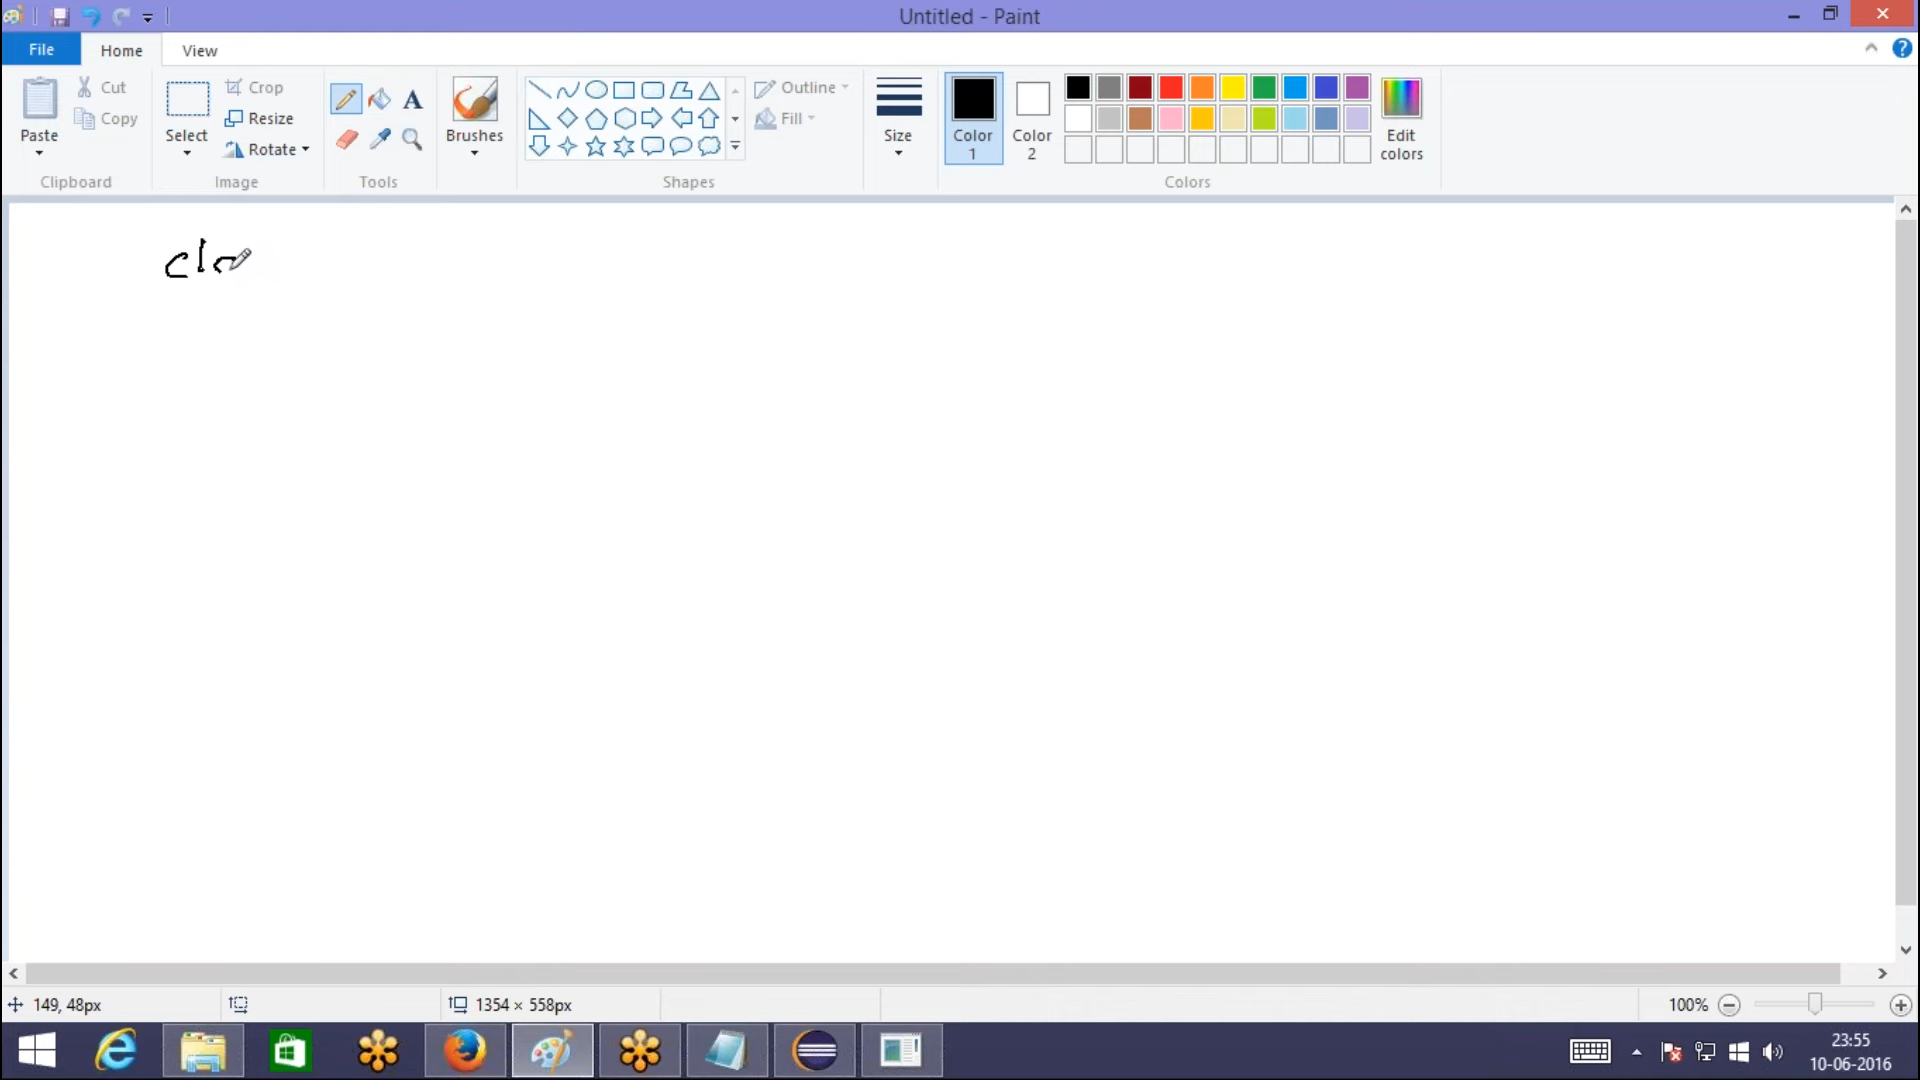 Untitled - Paint
File Home View
Paste
Cut
Copy
Clipboard
Select
Crop
Resize
Rotate
Image
A
Tools
Brushes
Outline
Fill
Shapes
Size
Color 1
Color 2
Edit colors
Colors
cla
149, 48px
1354 × 558px
100%
23:55
10-06-2016